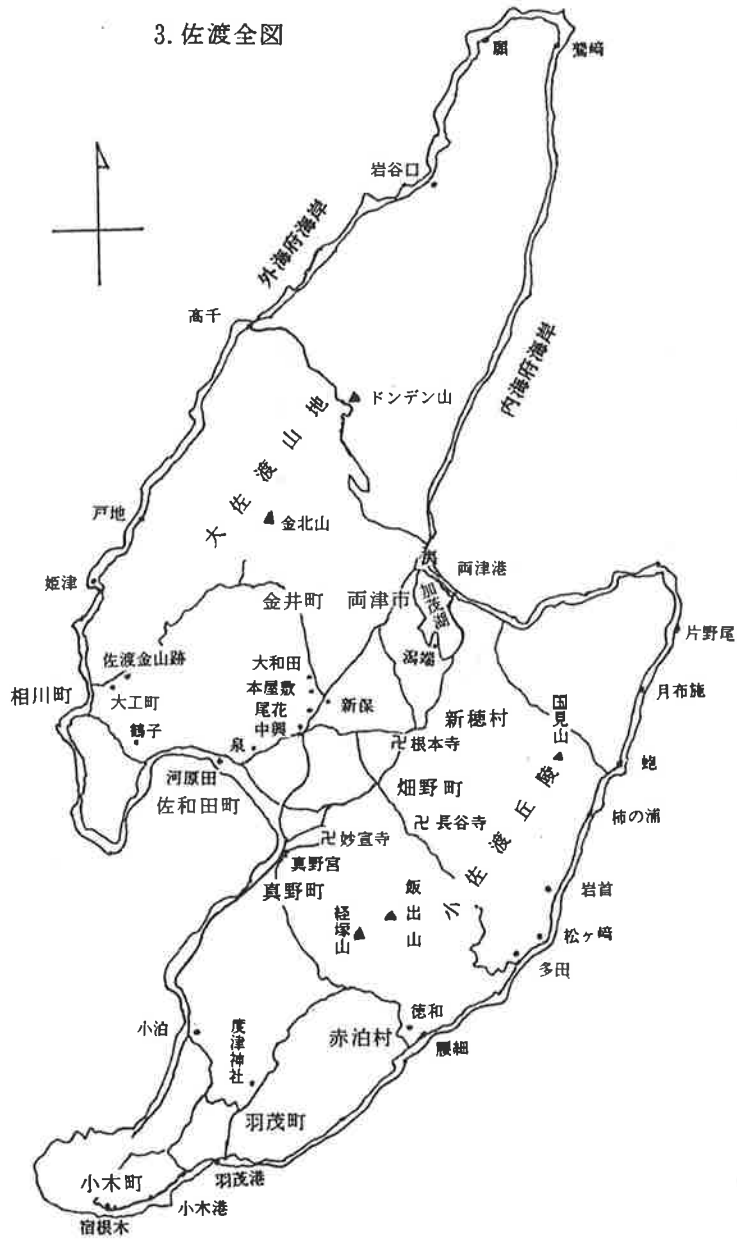 3. 佐渡全図
願
鷲崎
岩谷口
外海府海岸
内海府海岸
高千
ドンデン山
大佐渡山地
戸地
金北山
姫津
夷
両津港
金井町
両津市
加茂湖
潟端
片野尾
佐渡金山跡
大和田
相川町
大工町
本屋敷
新保
新穂村
月布施
尾花
国見山
鶴子
中興
泉
卍根本寺
河原田
畑野町
蚫
佐和田町
小佐渡丘陵
卍長谷寺
柿の浦
卍妙宣寺
真野宮
真野町
飯出山
経塚山
岩首
松ヶ崎
多田
小泊
度津神社
徳和
赤泊村
腰細
羽茂町
小木町
羽茂港
小木港
宿根木